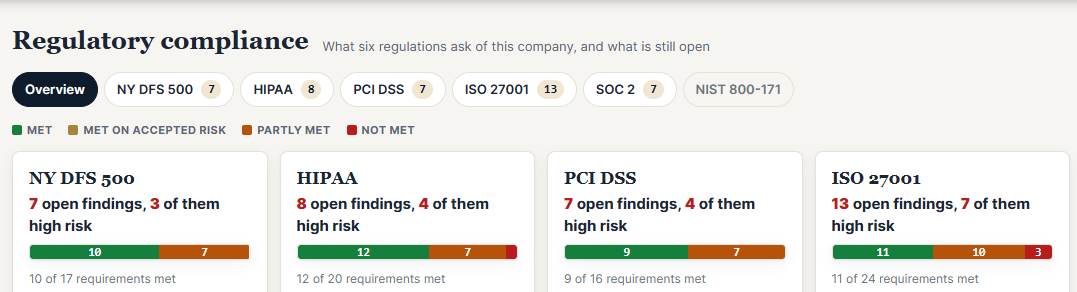 Regulatory compliance What six regulations ask of this company, and what is still open
Overview NY DFS 500 7 HIPAA 8 PCI DSS 7 ISO 27001 13 SOC 2 7 NIST 800-171
MET MET ON ACCEPTED RISK PARTLY MET NOT MET
NY DFS 500
7 open findings, 3 of them
high risk
10 7
10 of 17 requirements met
HIPAA
8 open findings, 4 of them
high risk
12 7
12 of 20 requirements met
PCI DSS
7 open findings, 4 of them
high risk
9 7
9 of 16 requirements met
ISO 27001
13 open findings, 7 of them
high risk
11 10 3
11 of 24 requirements met